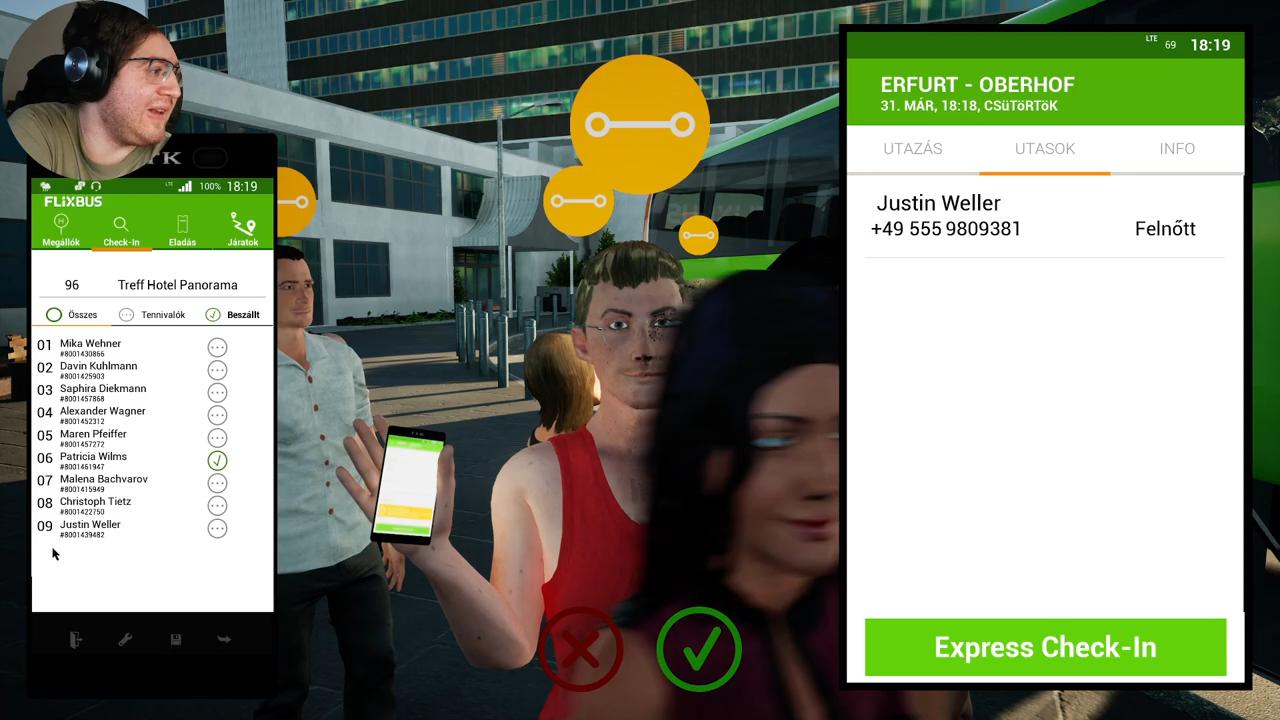 TK
LTE 100% 18:19
FLiXBUS
Megállók Check-In Eladás Járatok
96 Treff Hotel Panorama
Összes Tennivalók Beszállt
01 Mika Wehner
#8001430866
02 Davin Kuhlmann
#8001425903
03 Saphira Diekmann
#8001457868
04 Alexander Wagner
#8001452312
05 Maren Pfeiffer
#8001457272
06 Patricia Wilms
#8001461947
07 Malena Bachvarov
#8001415949
08 Christoph Tietz
#8001422750
09 Justin Weller
#8001439482
LTE 69 18:19
ERFURT - OBERHOF
31. MÁR, 18:18, CSüTöRTöK
UTAZÁS UTASOK INFO
Justin Weller
+49 555 9809381 Felnőtt
Express Check-In